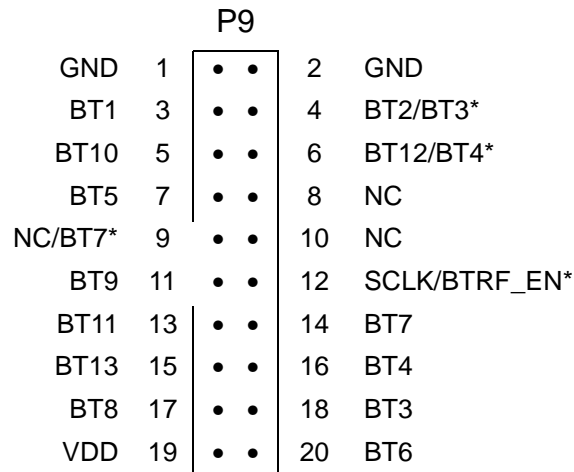 P9
GND 1 2 GND
BT1 3 4 BT2/BT3*
BT10 5 6 BT12/BT4*
BT5 7 8 NC
NC/BT7* 9 10 NC
BT9 11 12 SCLK/BTRF_EN*
BT11 13 14 BT7
BT13 15 16 BT4
BT8 17 18 BT3
VDD 19 20 BT6